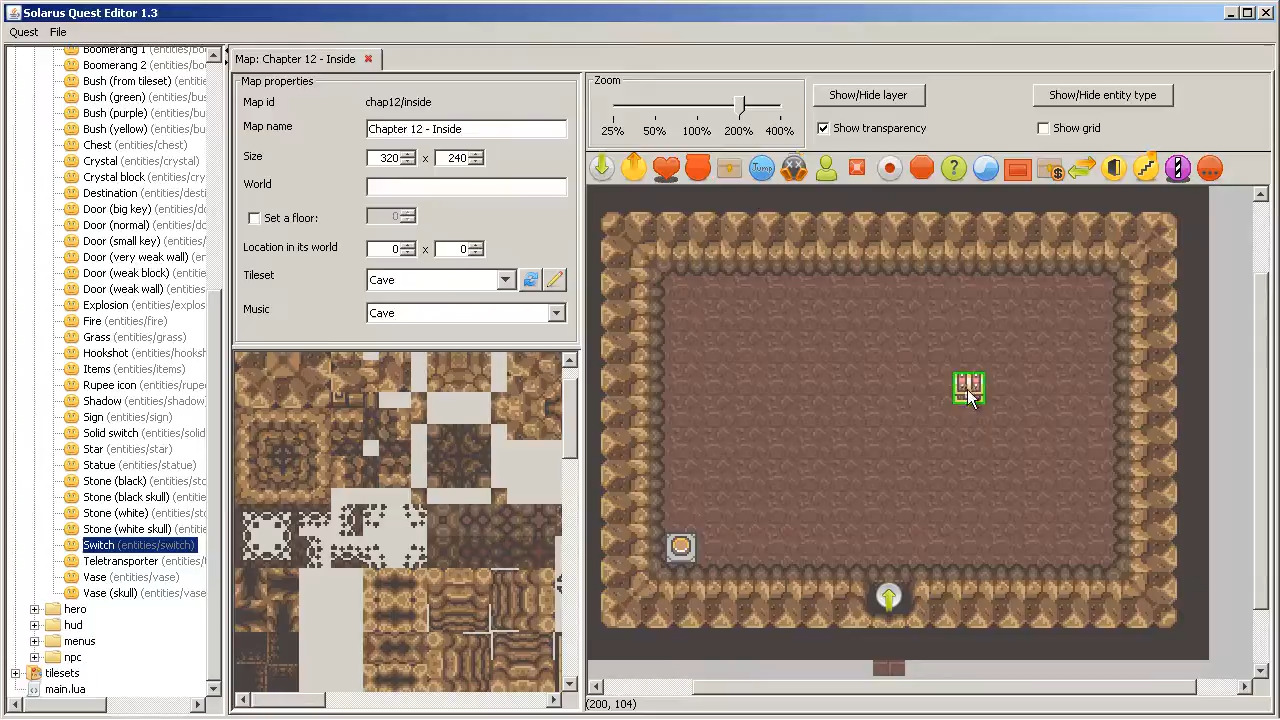 Solarus Quest Editor 1.3
Quest File
Boomerang 1 (entities/boo
Boomerang 2 (entities/boo
Bush (from tileset) (entities
Bush (green) (entities/bus
Bush (purple) (entities/bu
Bush (yellow) (entities/bu
Chest (entities/chest)
Crystal (entities/crystal)
Crystal block (entities/cry
Destination (entities/desti
Door (big key) (entities/do
Door (normal) (entities/do
Door (small key) (entities/
Door (very weak wall) (en
Door (weak block) (entitie
Door (weak wall) (entities
Explosion (entities/explos
Fire (entities/fire)
Grass (entities/grass)
Hookshot (entities/hooksh
Items (entities/items)
Rupee icon (entities/rupee
Shadow (entities/shadow)
Sign (entities/sign)
Solid switch (entities/solid
Star (entities/star)
Statue (entities/statue)
Stone (black) (entities/sto
Stone (black skull) (entitie
Stone (white) (entities/sto
Stone (white skull) (entitie
Switch (entities/switch)
Teletransporter (entities/t
Vase (entities/vase)
Vase (skull) (entities/vase
hero
hud
menus
npc
tilesets
main.lua
Map: Chapter 12 - Inside
Map properties
Map id chap12/inside
Map name Chapter 12 - Inside
Size 320 x 240
World
Set a floor: 0
Location in its world 0 x 0
Tileset Cave
Music Cave
Zoom
25% 50% 100% 200% 400%
Show/Hide layer
Show/Hide entity type
Show transparency
Show grid
Jump
?
$
...
(200, 104)